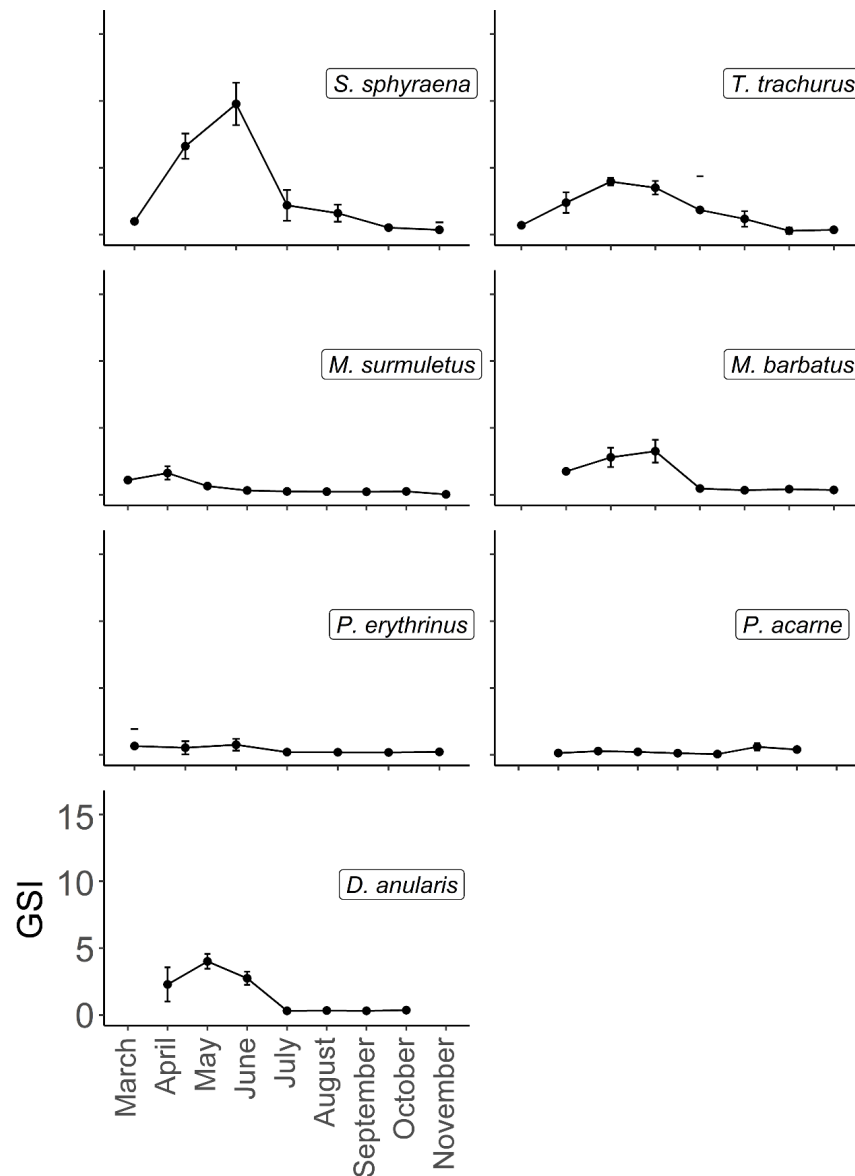 S. sphyraena
T. trachurus
M. surmuletus
M. barbatus
P. erythrinus
P. acarne
D. anularis
GSI
15
10
5
0
March
April
May
June
July
August
September
October
November